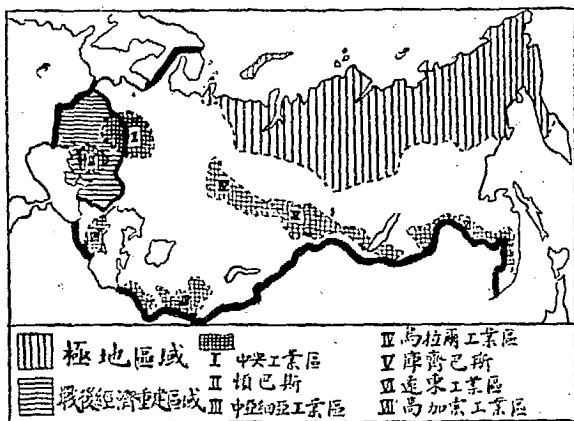 極地區域
戰後經濟重建區域
I 中央工業區
II 頓巴斯
III 中亞細亞工業區
IV 烏拉爾工業區
V 庫齊巴斯
VI 遠東工業區
VII 高加索工業區